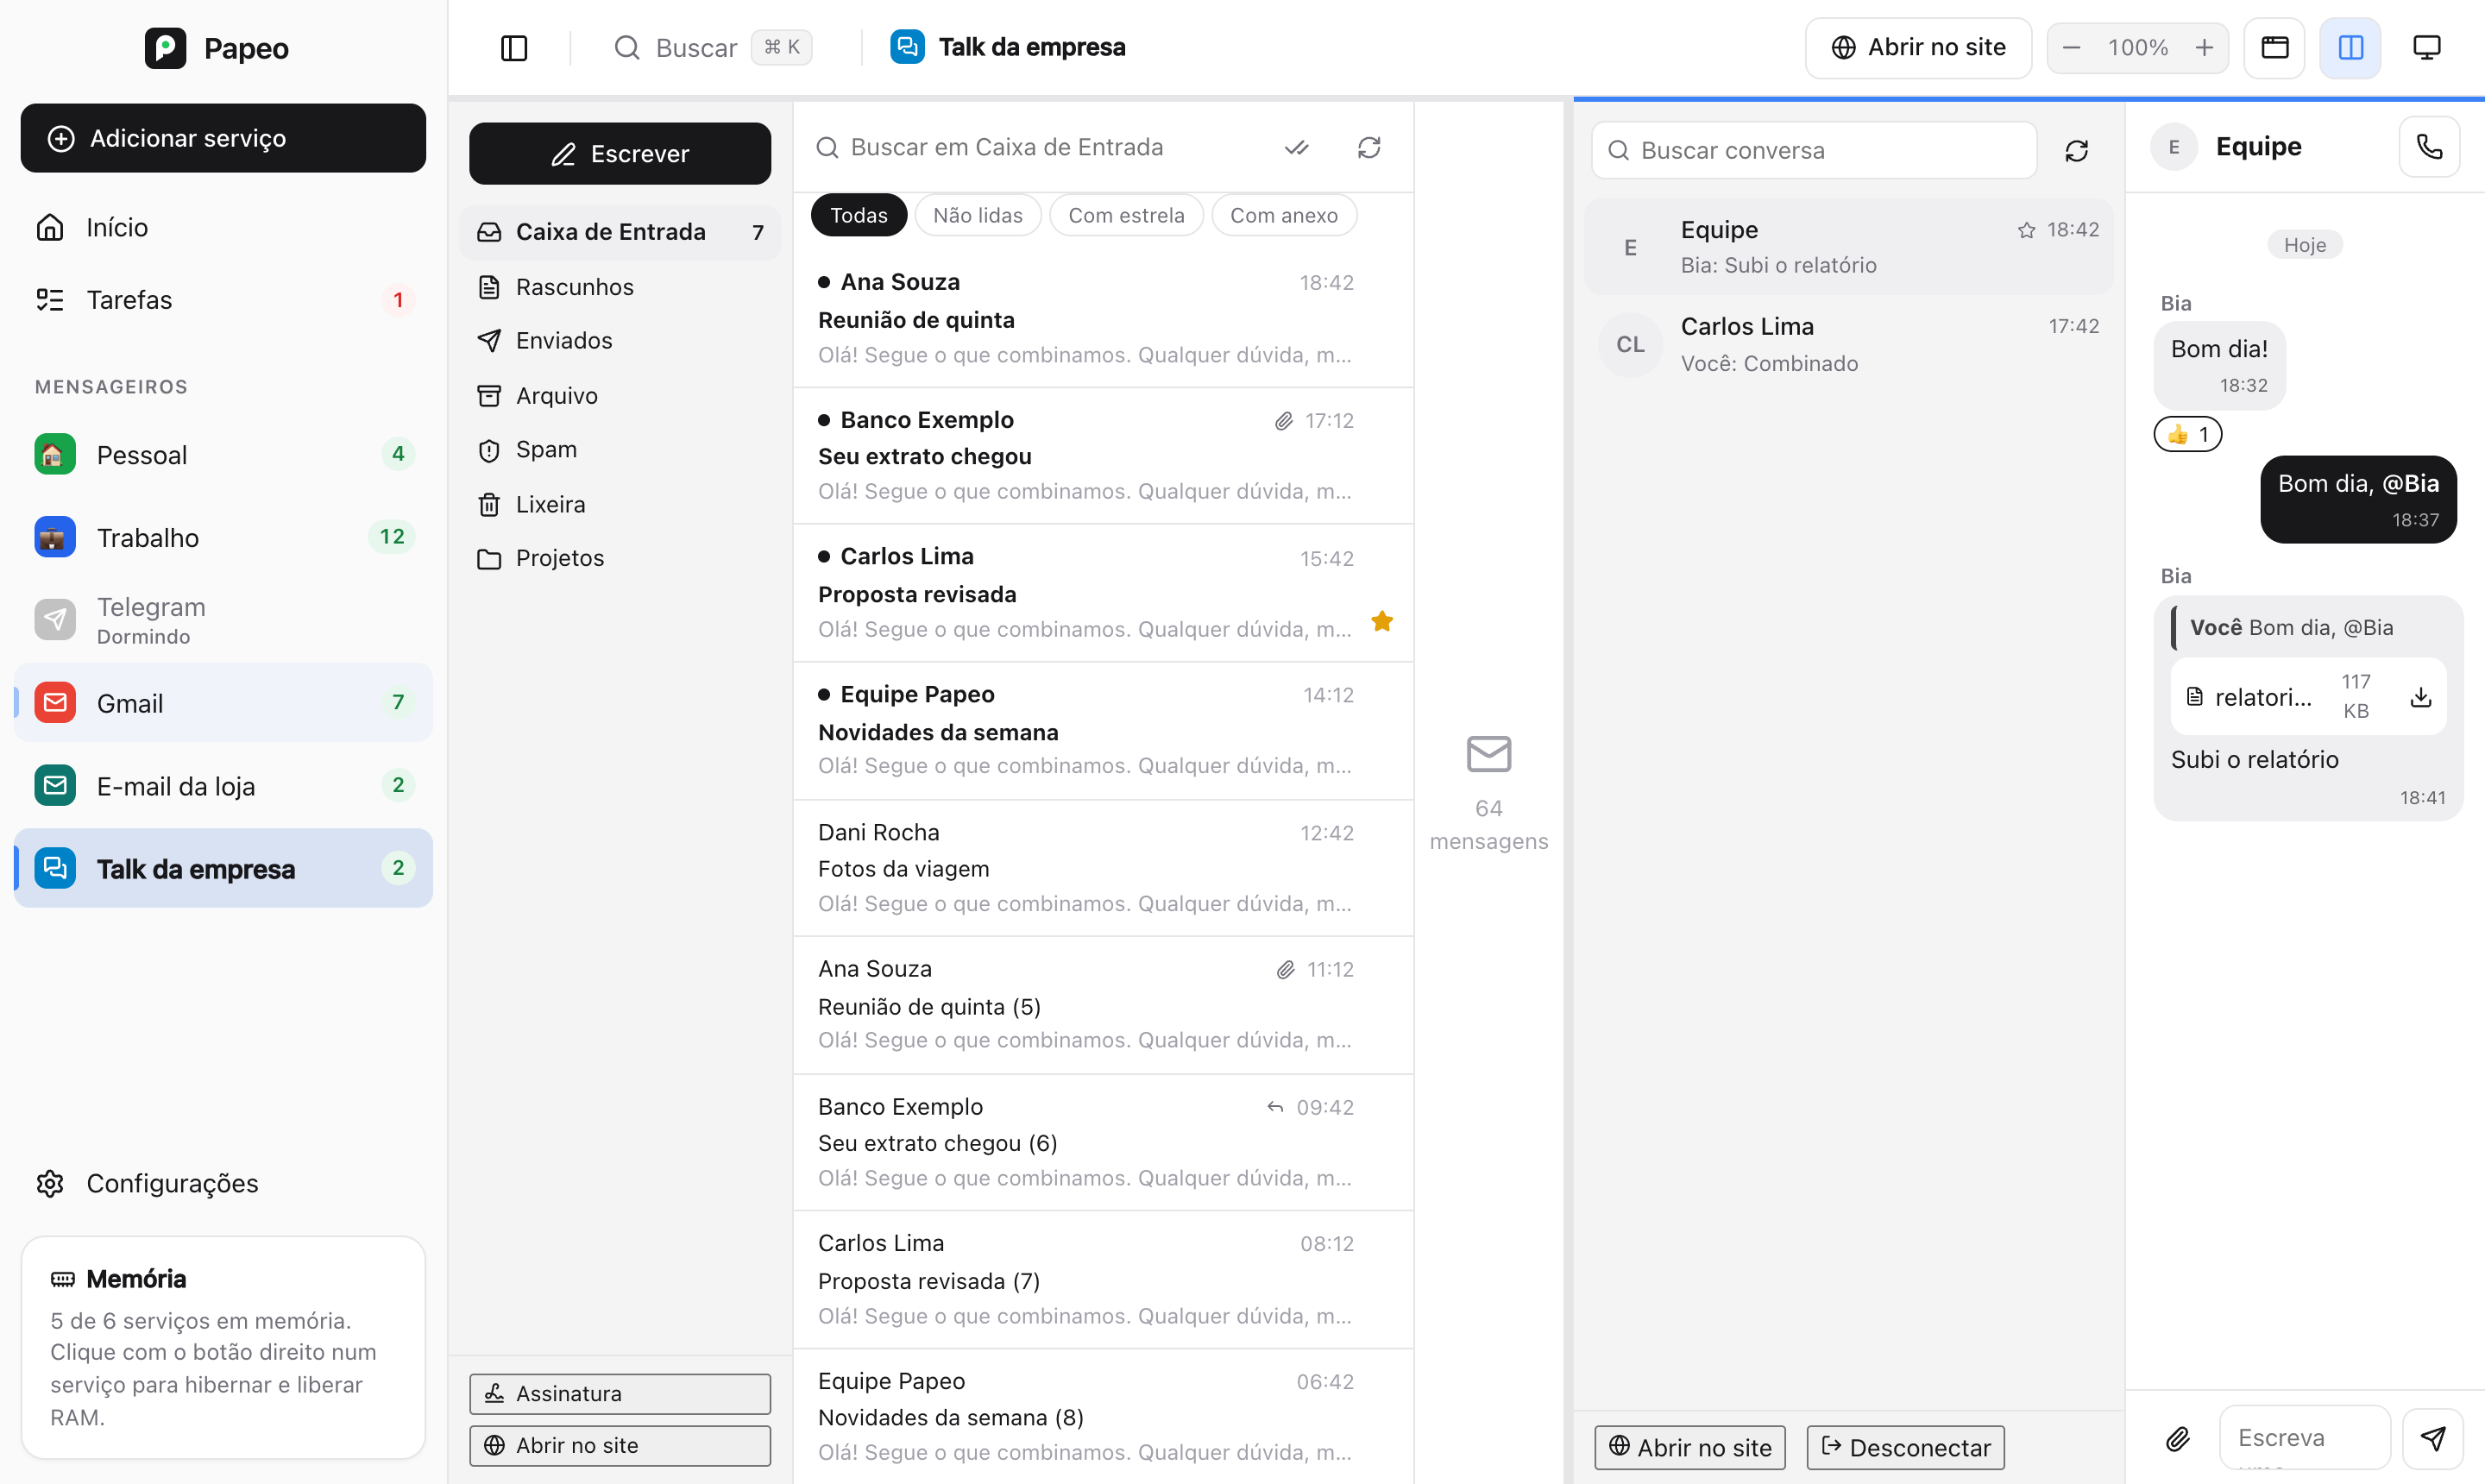 Papeo
Adicionar serviço
Início
Tarefas 1
MENSAGEIROS
Pessoal 4
Trabalho 12
Telegram
Dormindo
Gmail 7
E-mail da loja 2
Talk da empresa 2
Configurações
Memória
5 de 6 serviços em memória.
Clique com o botão direito num
serviço para hibernar e liberar
RAM.
Buscar ⌘ K
Talk da empresa
Abrir no site
− 100% +
Escrever
Caixa de Entrada 7
Rascunhos
Enviados
Arquivo
Spam
Lixeira
Projetos
Assinatura
Abrir no site
Buscar em Caixa de Entrada
Todas Não lidas Com estrela Com anexo
Ana Souza 18:42
Reunião de quinta
Olá! Segue o que combinamos. Qualquer dúvida, m...
Banco Exemplo 17:12
Seu extrato chegou
Olá! Segue o que combinamos. Qualquer dúvida, m...
Carlos Lima 15:42
Proposta revisada
Olá! Segue o que combinamos. Qualquer dúvida, m...
Equipe Papeo 14:12
Novidades da semana
Olá! Segue o que combinamos. Qualquer dúvida, m...
Dani Rocha 12:42
Fotos da viagem
Olá! Segue o que combinamos. Qualquer dúvida, m...
Ana Souza 11:12
Reunião de quinta (5)
Olá! Segue o que combinamos. Qualquer dúvida, m...
Banco Exemplo 09:42
Seu extrato chegou (6)
Olá! Segue o que combinamos. Qualquer dúvida, m...
Carlos Lima 08:12
Proposta revisada (7)
Olá! Segue o que combinamos. Qualquer dúvida, m...
Equipe Papeo 06:42
Novidades da semana (8)
Olá! Segue o que combinamos. Qualquer dúvida, m...
64
mensagens
Buscar conversa
E
Equipe 18:42
Bia: Subi o relatório
CL
Carlos Lima 17:42
Você: Combinado
Abrir no site
Desconectar
E Equipe
Hoje
Bia
Bom dia!
18:32
👍 1
Bom dia, @Bia
18:37
Bia
Você Bom dia, @Bia
relatori... 117 KB
Subi o relatório
18:41
Escreva